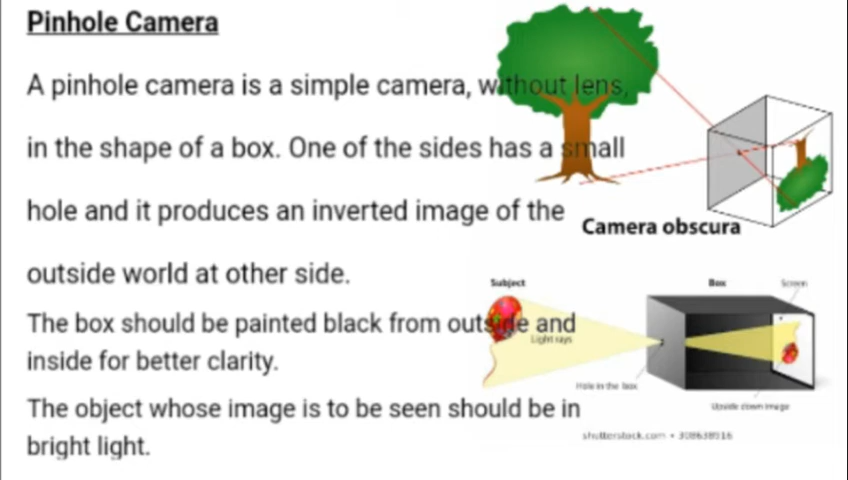 Pinhole Camera
A pinhole camera is a simple camera, without lens,
in the shape of a box. One of the sides has a small
hole and it produces an inverted image of the
Camera obscura
outside world at other side.
Subject
Box
Screen
The box should be painted black from outside and
Light rays
inside for better clarity.
Hole in the box
The object whose image is to be seen should be in
Upside down image
bright light.
shutterstock.com • 308638916